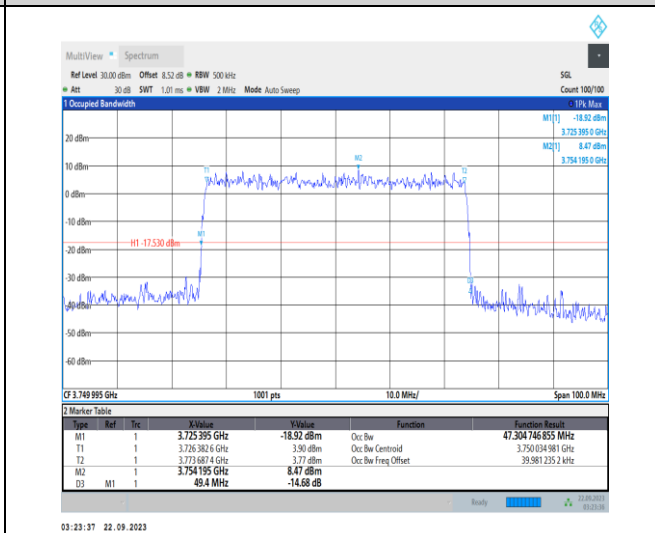 MultiView Spectrum
Ref Level 30.00 dBm Offset 8.52 dB RBW 500 kHz SGL
Att 30 dB SWT 1.01 ms VBW 2 MHz Mode Auto Sweep Count 100/100
1 Occupied Bandwidth 1Pk Max
M1[1] -18.92 dBm
3.725 395 0 GHz
M2[1] 8.47 dBm
3.754 195 0 GHz
20 dBm
10 dBm
M2
T1
T2
0 dBm
-10 dBm
M1
H1 -17.530 dBm
-20 dBm
-30 dBm
-40 dBm
-50 dBm
-60 dBm
CF 3.749 995 GHz 1001 pts 10.0 MHz/ Span 100.0 MHz
2 Marker Table
Type Ref Trc X-Value Y-Value Function Function Result
M1 1 3.725 395 GHz -18.92 dBm Occ Bw 47.304 746 855 MHz
T1 1 3.726 382 6 GHz 3.90 dBm Occ Bw Centroid 3.750 034 981 GHz
T2 1 3.773 687 4 GHz 3.77 dBm Occ Bw Freq Offset 39.981 235 2 kHz
M2 1 3.754 195 GHz 8.47 dBm
D3 M1 1 49.4 MHz -14.68 dB
Ready 22.09.2023
03:23:38
03:23:37 22.09.2023